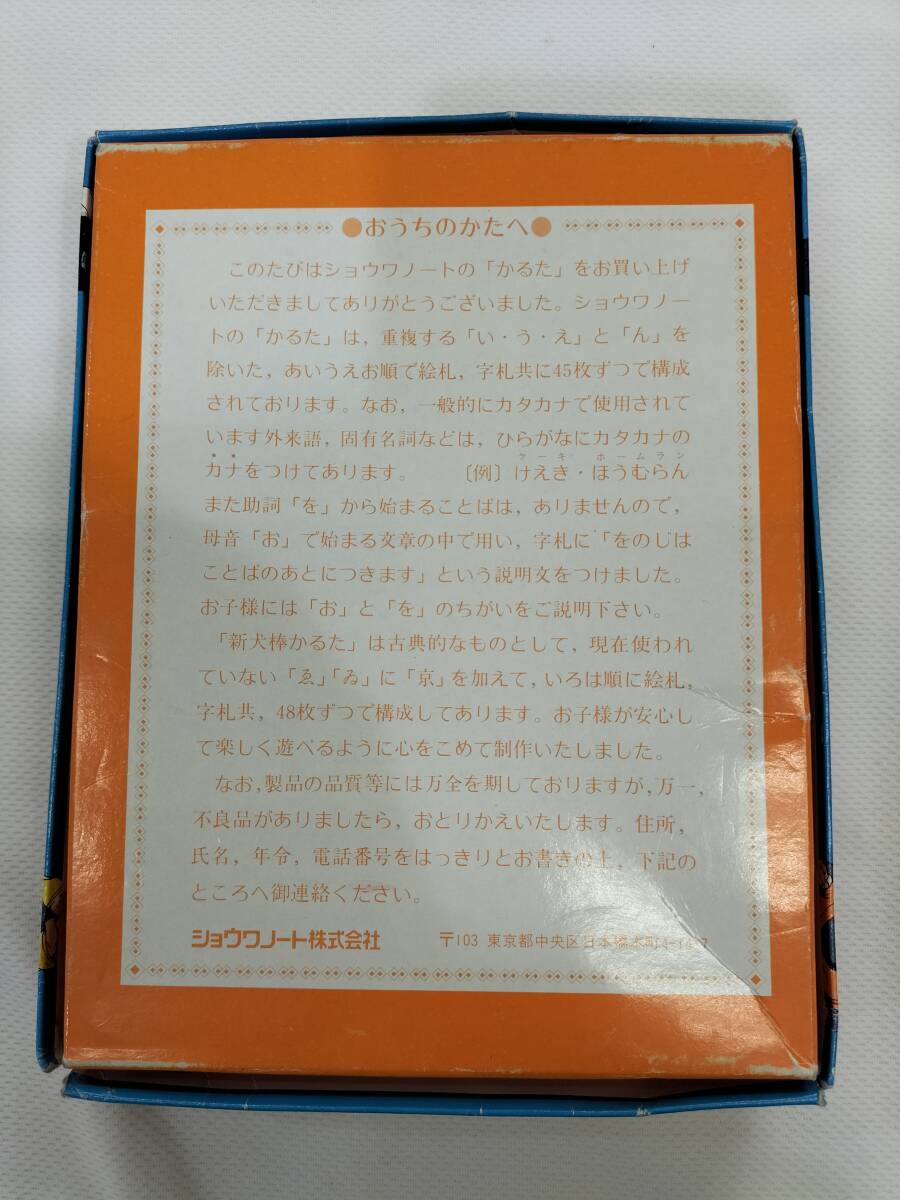 ●おうちのかたへ●
このたびはショウワノートの「かるた」をお買い上げ
いただきましてありがとうございました。ショウワノー
トの「かるた」は，重複する「い・う・え」と「ん」を
除いた，あいうえお順で絵札，字札共に45枚ずつで構成
されております。なお，一般的にカタカナで使用されて
います外来語，固有名詞などは，ひらがなにカタカナの
ケーキ ホームラン
カナをつけてあります。 〔例〕けえき・ほうむらん
また助詞「を」から始まることばは，ありませんので，
母音「お」で始まる文章の中で用い，字札に「をのじは
ことばのあとにつきます」という説明文をつけました。
お子様には「お」と「を」のちがいをご説明下さい。
「新犬棒かるた」は古典的なものとして，現在使われ
ていない「ゑ」「ゐ」に「京」を加えて，いろは順に絵札，
字札共，48枚ずつで構成してあります。お子様が安心し
て楽しく遊べるように心をこめて制作いたしました。
なお，製品の品質等には万全を期しておりますが，万一，
不良品がありましたら，おとりかえいたします。住所，
氏名，年令，電話番号をはっきりとお書きの上，下記の
ところへ御連絡ください。
ショウワノート株式会社 〒103 東京都中央区日本橋本町